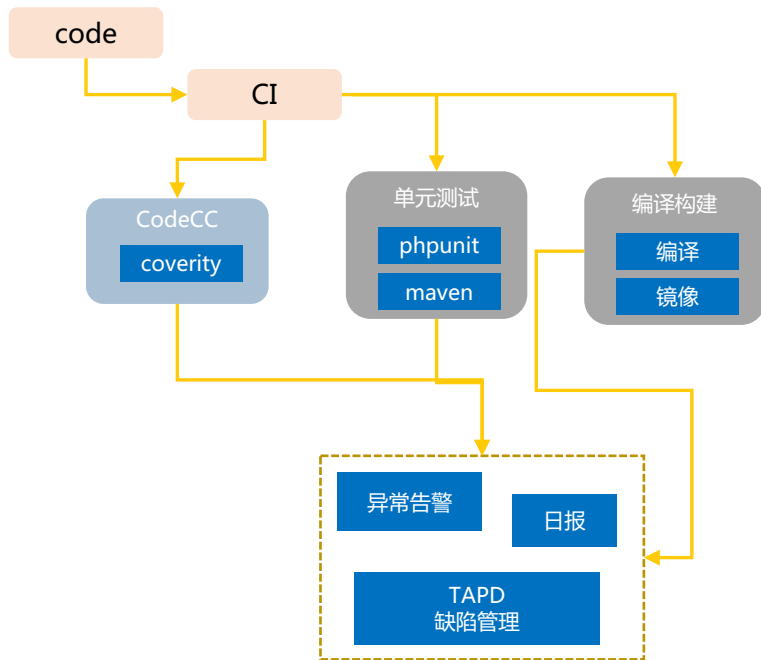 code
CI
CodeCC
coverity
单元测试
phpunit
maven
编译构建
编译
镜像
异常告警
日报
TAPD
缺陷管理